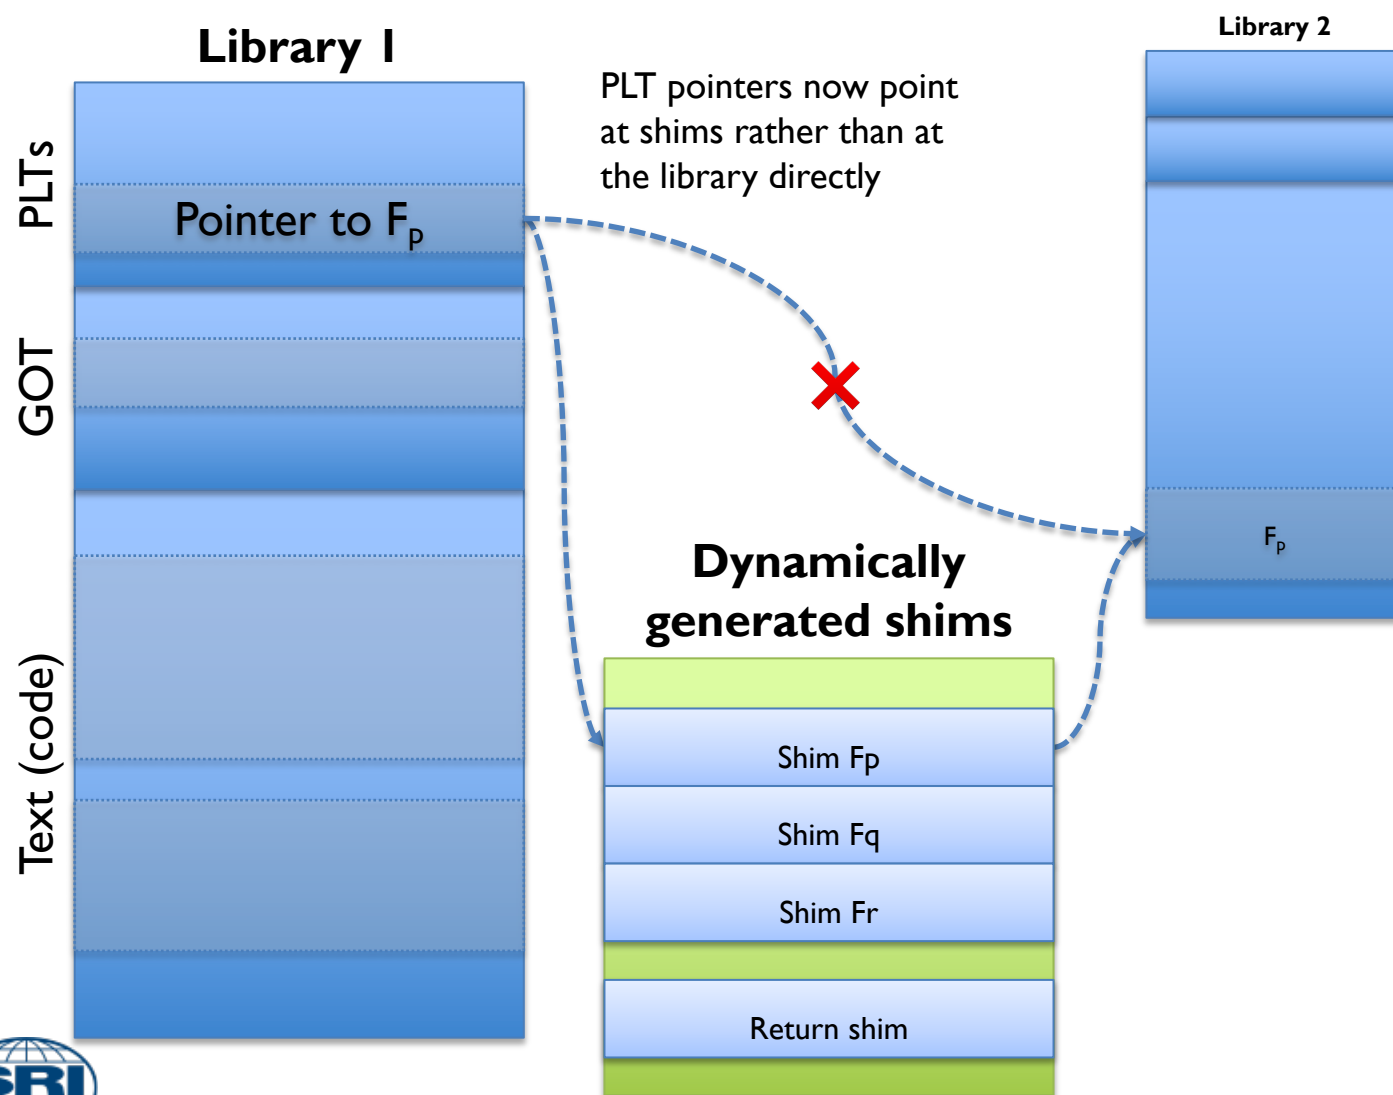 Library 1
Library 2
PLT pointers now point
at shims rather than at
the library directly
PLTs
Pointer to Fp
GOT
Fp
Dynamically
generated shims
Text (code)
Shim Fp
Shim Fq
Shim Fr
Return shim
SRI